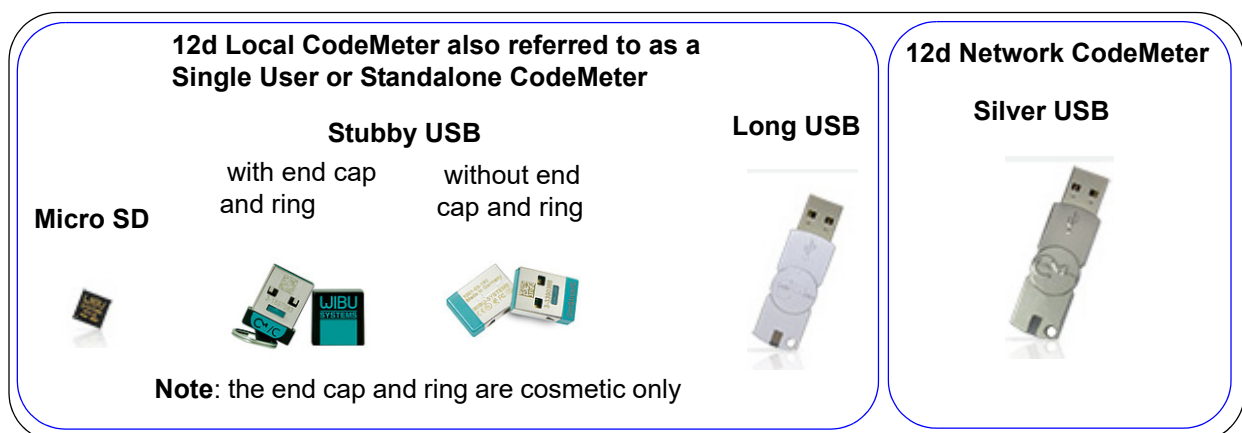 12d Local CodeMeter also referred to as a
Single User or Standalone CodeMeter
12d Network CodeMeter
Stubby USB
Long USB
Silver USB
with end cap
and ring
without end
cap and ring
Micro SD
WIBU
SYSTEMS
Note: the end cap and ring are cosmetic only